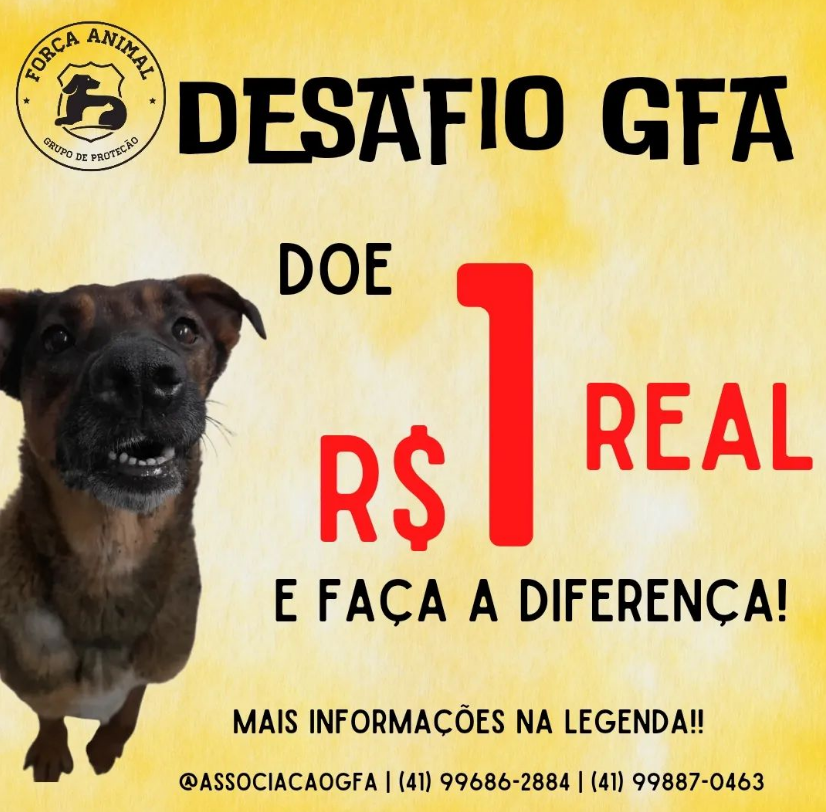 FORÇA ANIMAL
GRUPO DE PROTEÇÃO
DESAFIO GFA
DOE
R$ 1 REAL
E FAÇA A DIFERENÇA!
MAIS INFORMAÇÕES NA LEGENDA!!
@ASSOCIACAOGFA | (41) 99686-2884 | (41) 99887-0463